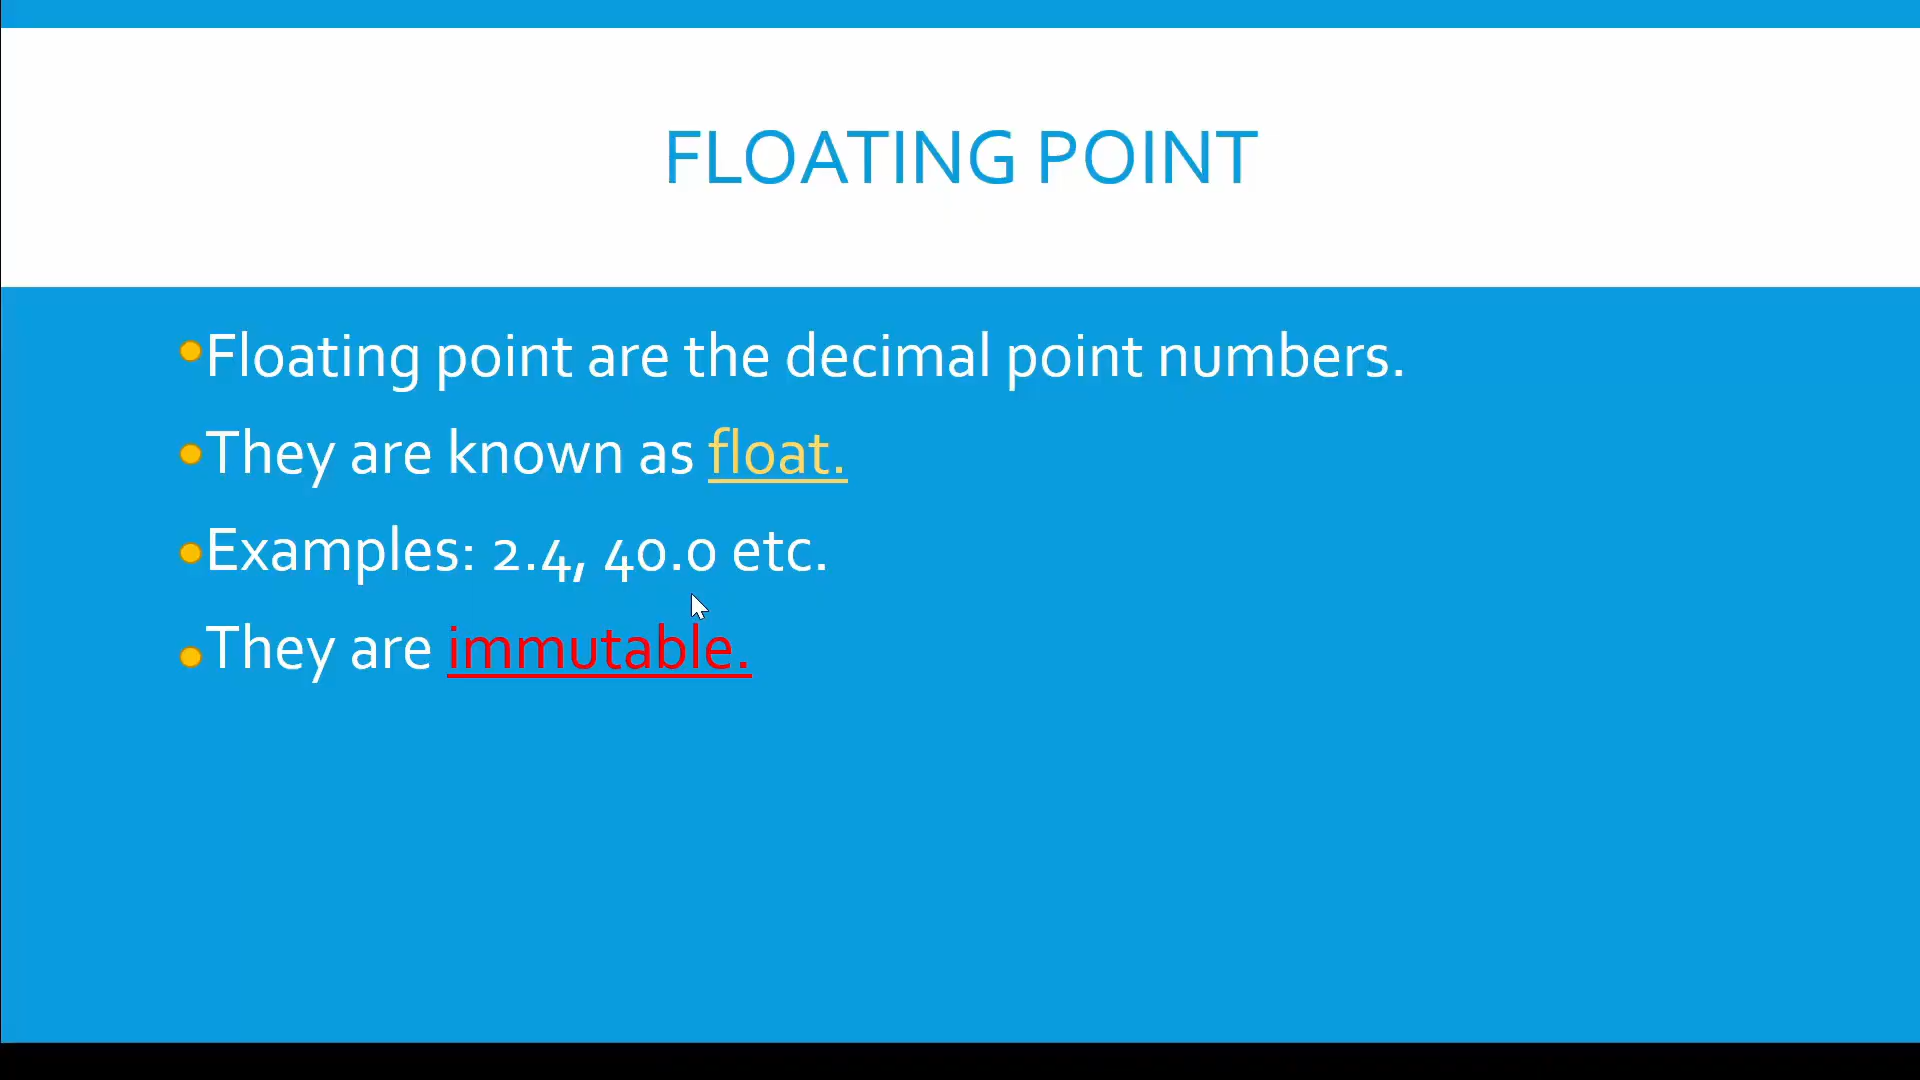 FLOATING POINT
•Floating point are the decimal point numbers.
•They are known as float.
•Examples: 2.4, 40.0 etc.
•They are immutable.